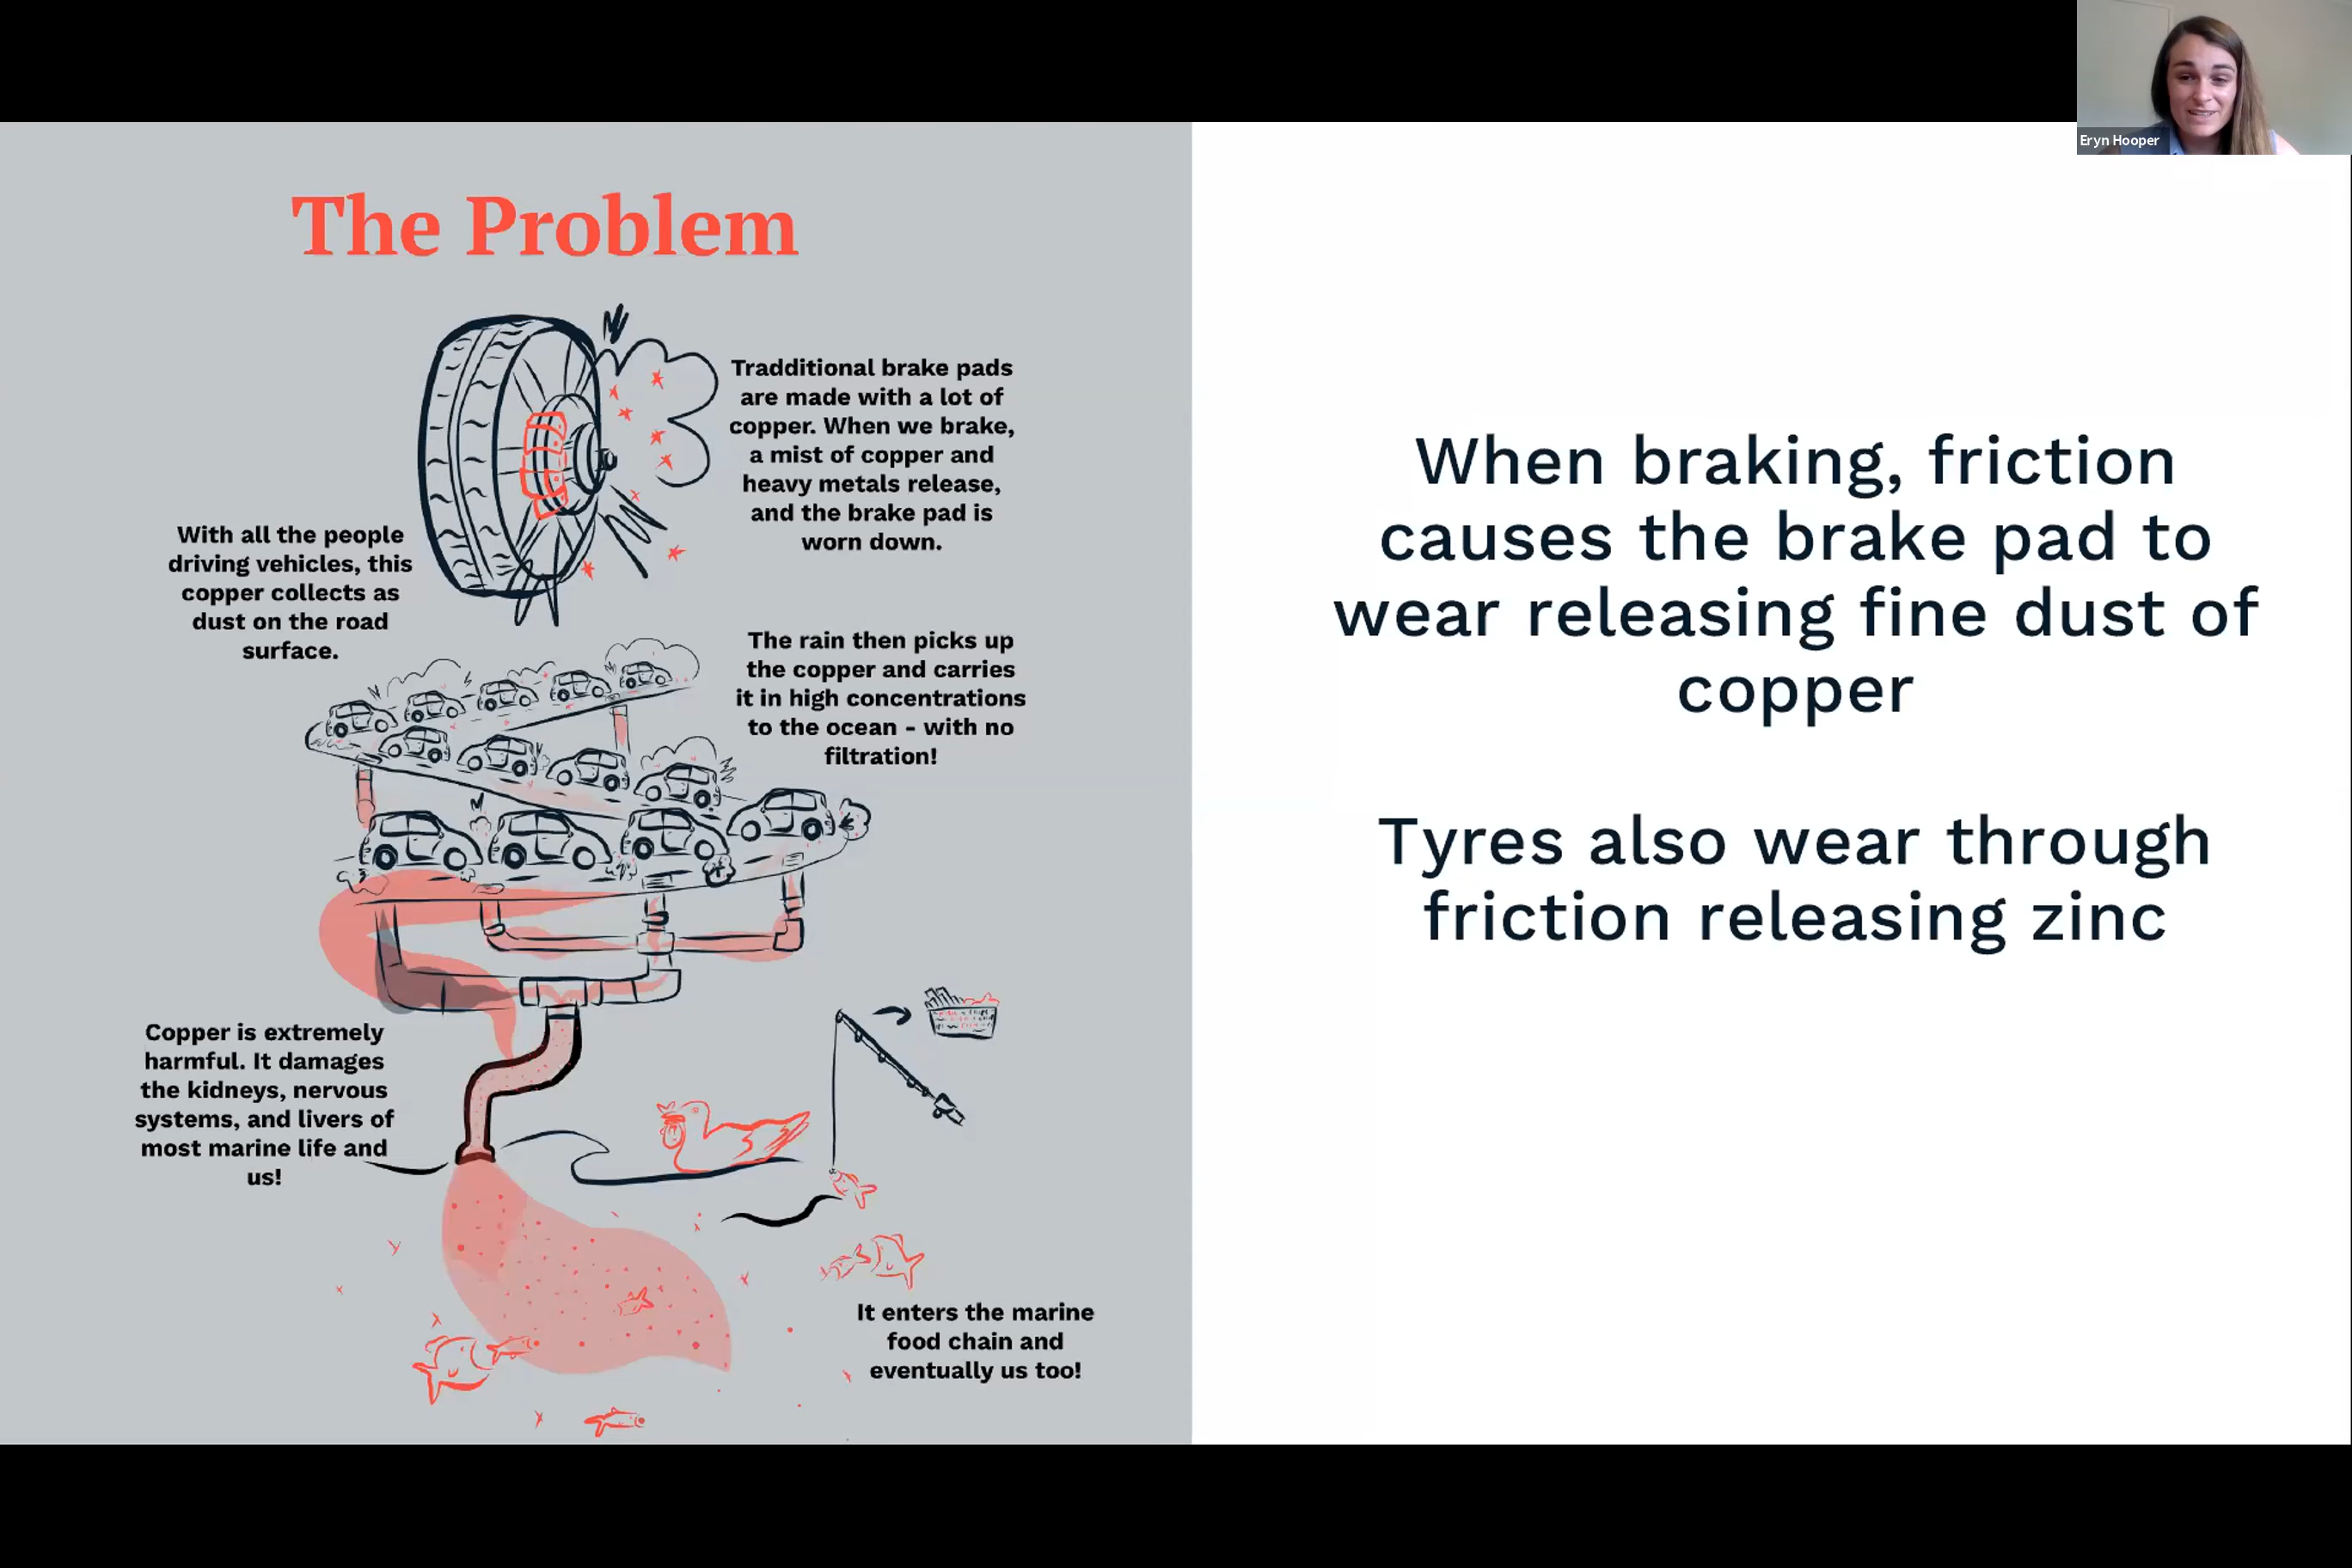 Eryn Hooper
The Problem
Tradditional brake pads
are made with a lot of
copper. When we brake,
a mist of copper and
heavy metals release,
and the brake pad is
worn down.
With all the people
driving vehicles, this
copper collects as
dust on the road
surface.
The rain then picks up
the copper and carries
it in high concentrations
to the ocean - with no
filtration!
Copper is extremely
harmful. It damages
the kidneys, nervous
systems, and livers of
most marine life and
us!
It enters the marine
food chain and
eventually us too!
When braking, friction
causes the brake pad to
wear releasing fine dust of
copper
Tyres also wear through
friction releasing zinc